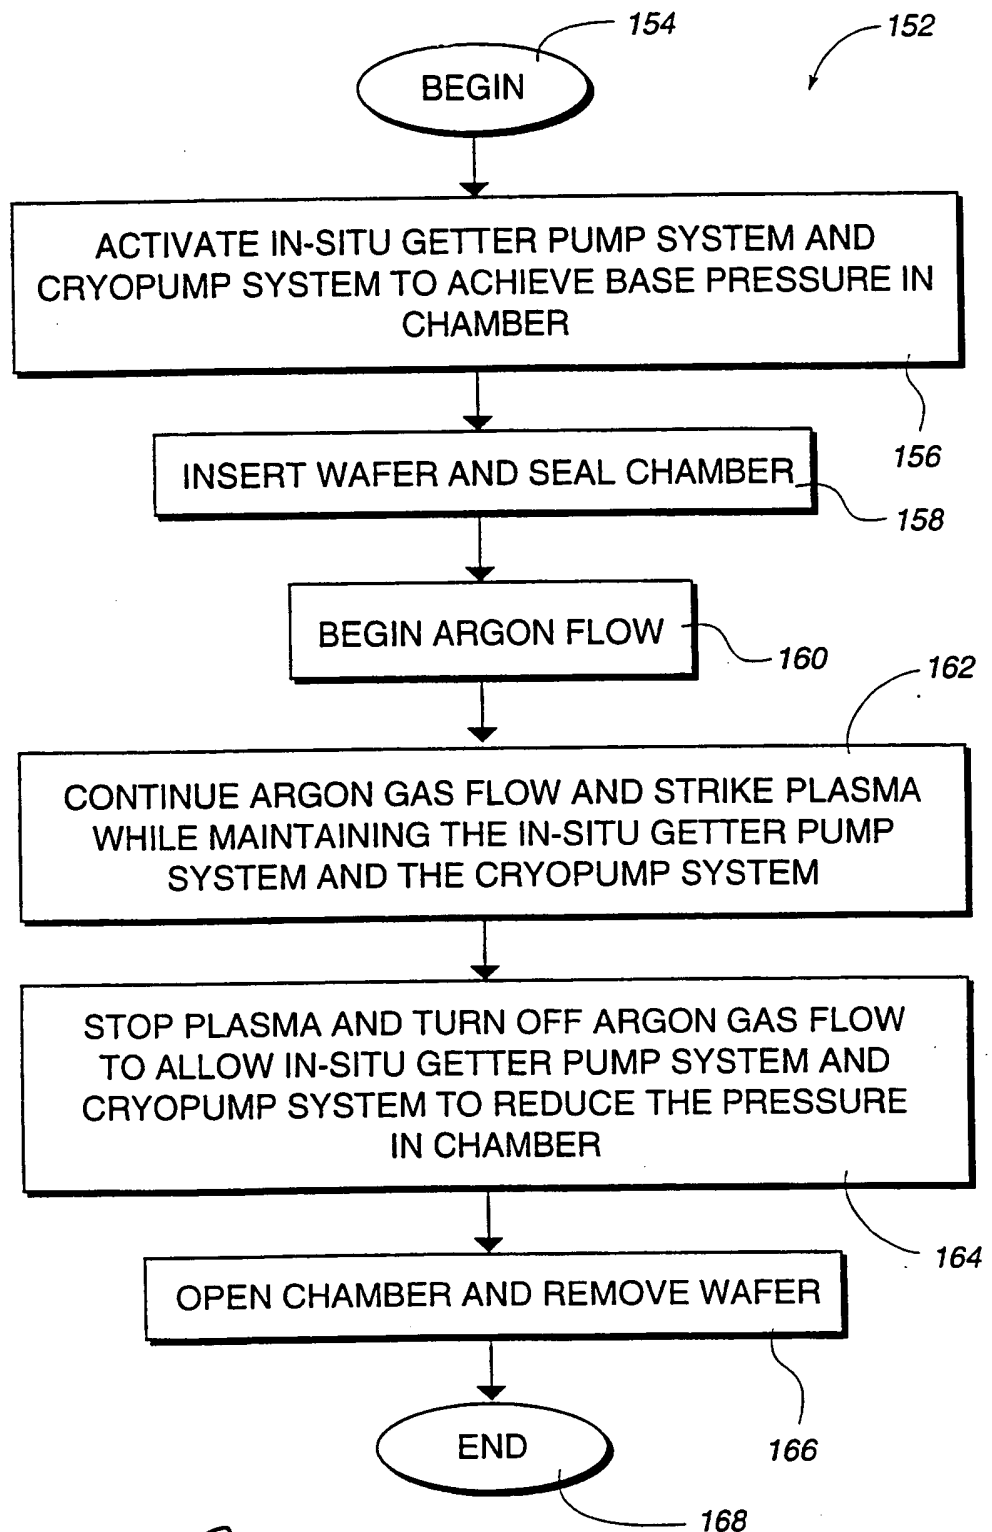 154
152
BEGIN
ACTIVATE IN-SITU GETTER PUMP SYSTEM AND
CRYOPUMP SYSTEM TO ACHIEVE BASE PRESSURE IN
CHAMBER
156
INSERT WAFER AND SEAL CHAMBER
158
BEGIN ARGON FLOW
160
162
CONTINUE ARGON GAS FLOW AND STRIKE PLASMA
WHILE MAINTAINING THE IN-SITU GETTER PUMP
SYSTEM AND THE CRYOPUMP SYSTEM
STOP PLASMA AND TURN OFF ARGON GAS FLOW
TO ALLOW IN-SITU GETTER PUMP SYSTEM AND
CRYOPUMP SYSTEM TO REDUCE THE PRESSURE
IN CHAMBER
164
OPEN CHAMBER AND REMOVE WAFER
166
END
168